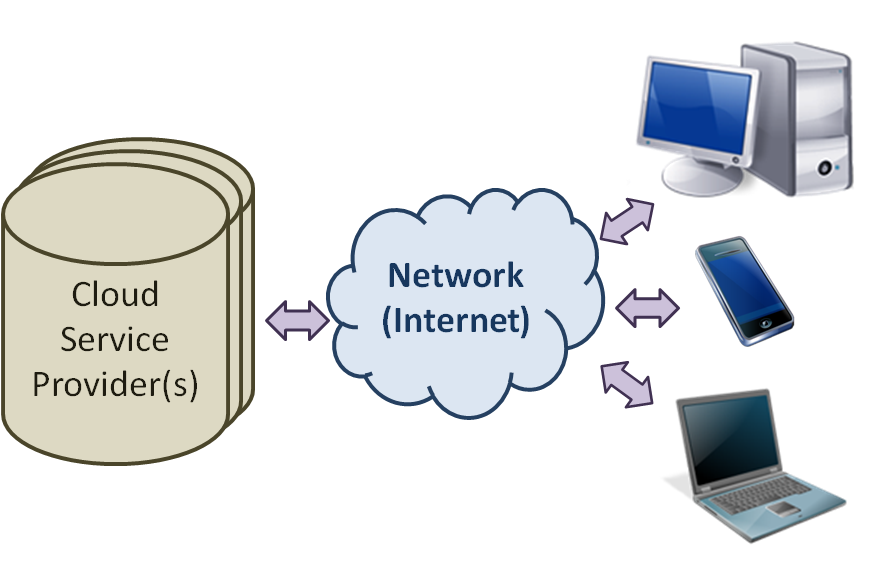 Cloud
Service
Provider(s)
Network
(Internet)